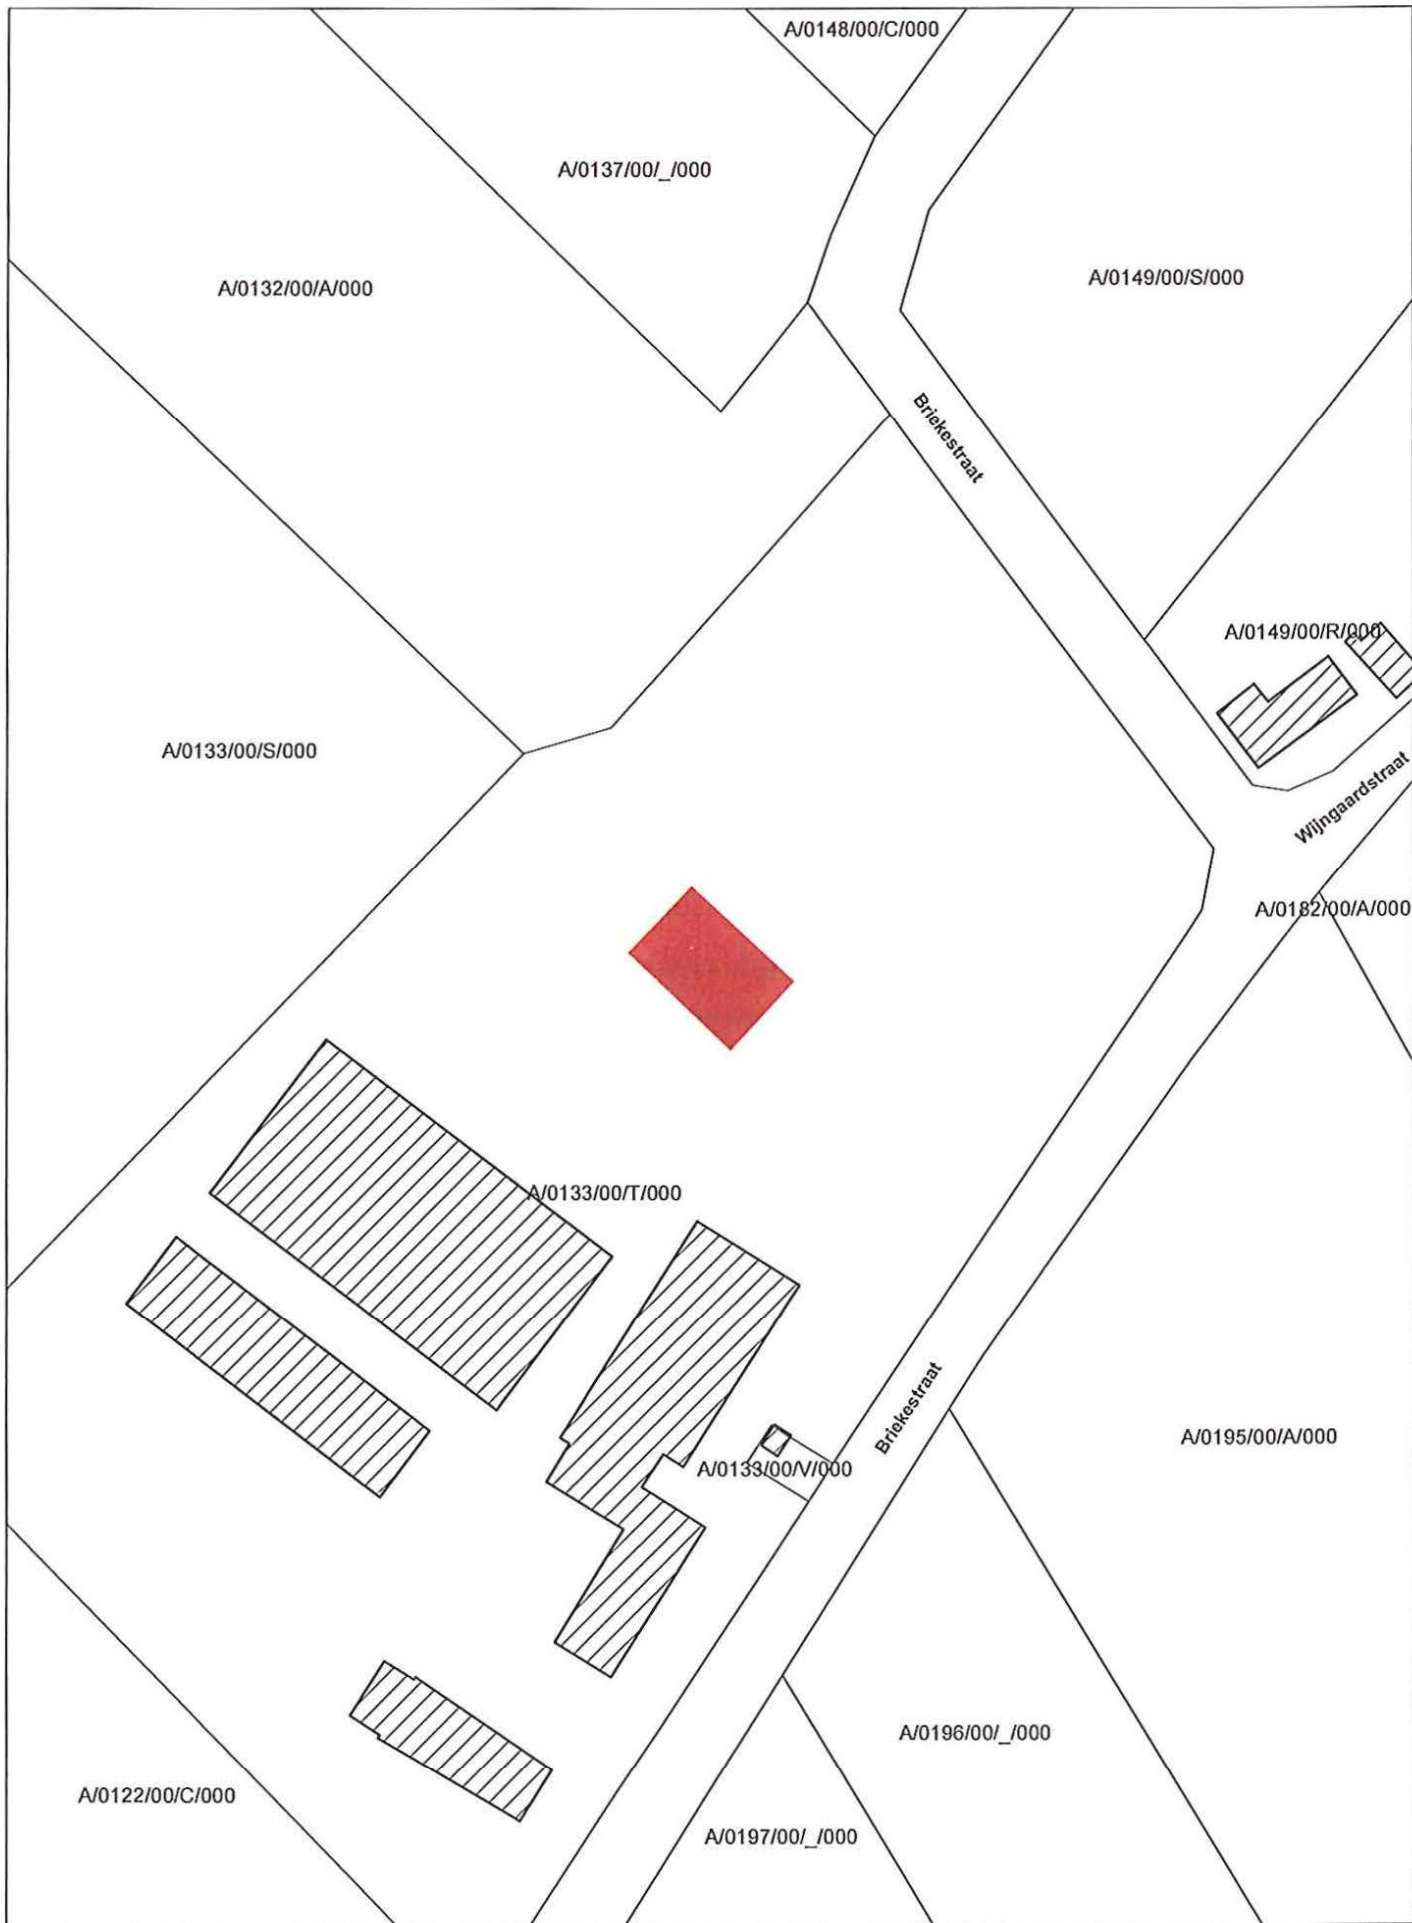 A/0148/00/C/000
A/0137/00/_/000
A/0149/00/S/000
A/0132/00/A/000
Briekestraat
A/0149/00/R/000
A/0133/00/S/000
Wijngaardstraat
A/0182/00/A/000
A/0133/00/T/000
Briekestraat
A/0195/00/A/000
A/0133/00/V/000
A/0196/00/_/000
A/0122/00/C/000
A/0197/00/_/000